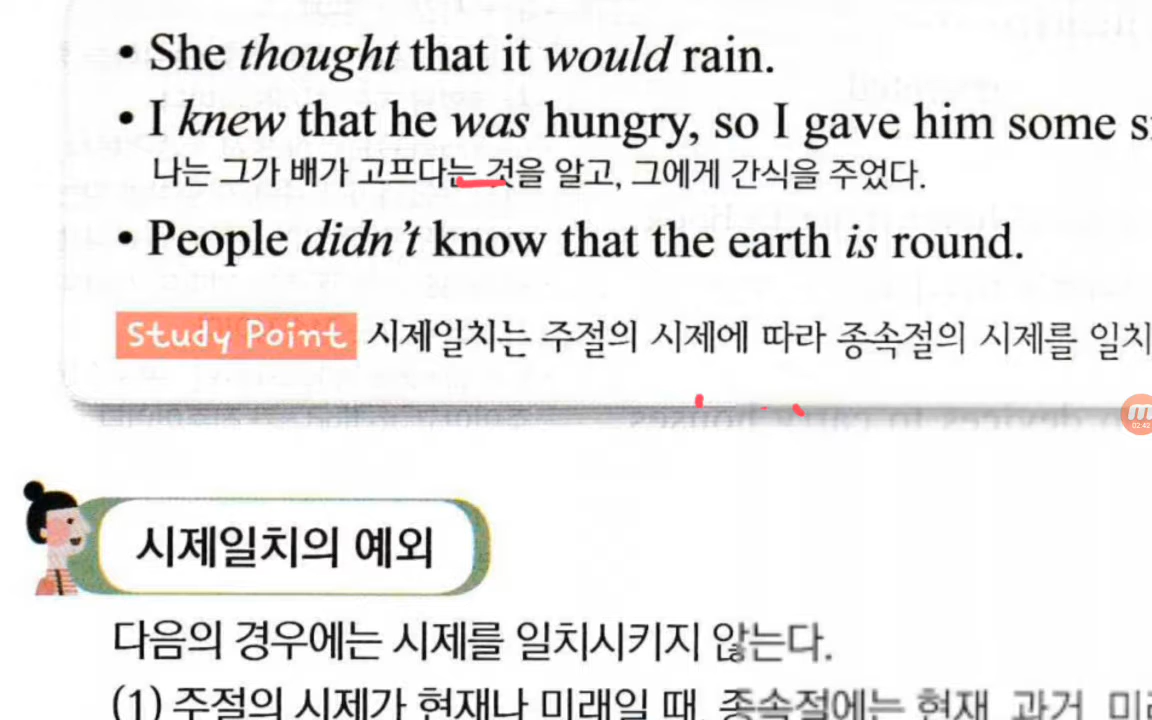 • She thought that it would rain.
• I knew that he was hungry, so I gave him some
나는 그가 배가 고프다는 것을 알고, 그에게 간식을 주었다.
• People didn't know that the earth is round.
Study Point 시제일치는 주절의 시제에 따라 종속절의 시제를 일치
02:42
시제일치의 예외
다음의 경우에는 시제를 일치시키지 않는다.
(1) 주절의 시제가 현재나 미래일 때, 종속절에는 현재, 과거,